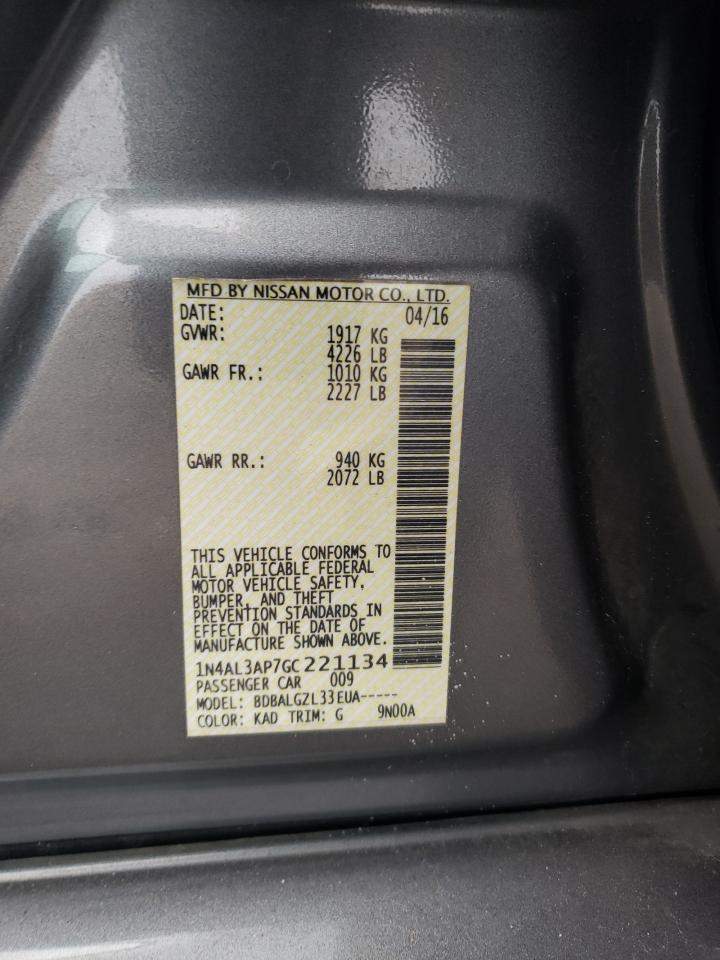 MFD BY NISSAN MOTOR CO., LTD.
DATE: 04/16
GVWR: 1917 KG
4226 LB
GAWR FR.: 1010 KG
2227 LB
GAWR RR.: 940 KG
2072 LB
THIS VEHICLE CONFORMS TO
ALL APPLICABLE FEDERAL
MOTOR VEHICLE SAFETY,
BUMPER, AND THEFT
PREVENTION STANDARDS IN
EFFECT ON THE DATE OF
MANUFACTURE SHOWN ABOVE.
1N4AL3AP7GC221134
PASSENGER CAR 009
MODEL: BDBALGZL33EUA-----
COLOR: KAD TRIM: G 9N00A